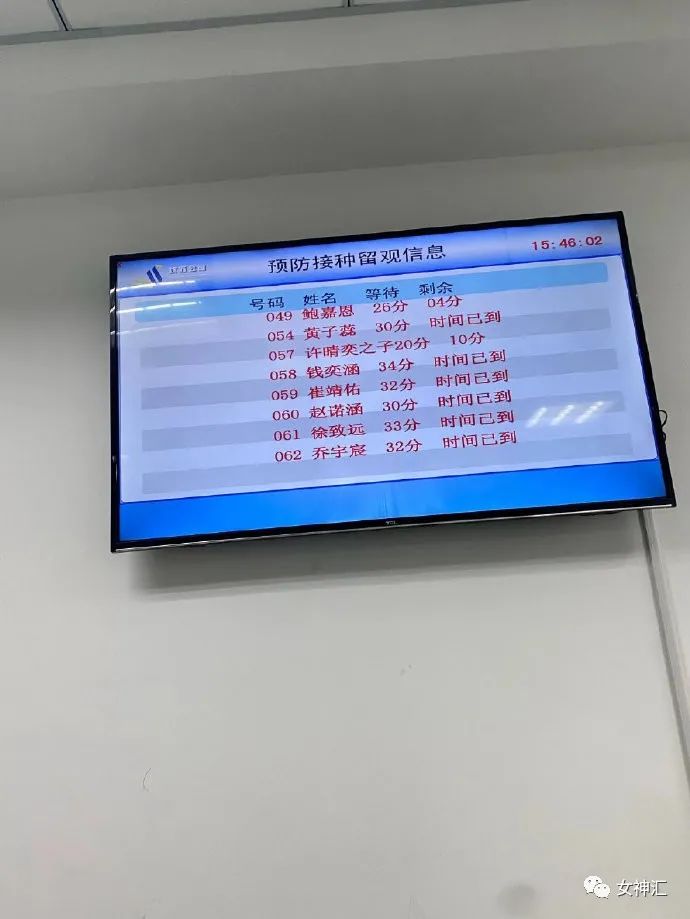 预防接种留观信息
15:46:02
号码 姓名 等待 剩余
049 鲍嘉恩 26分 04分
054 黄子蕊 30分 时间已到
057 许晴奕之子20分 10分
058 钱奕涵 34分 时间已到
059 崔靖佑 32分 时间已到
060 赵诺涵 30分 时间已到
061 徐致远 33分 时间已到
062 乔宇宸 32分 时间已到
TCL
女神汇